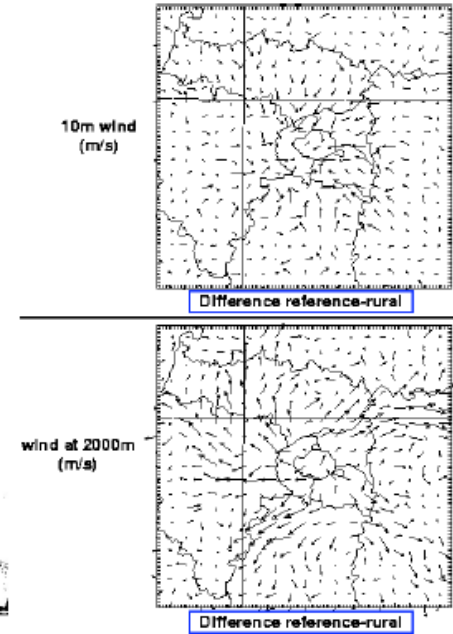 10m wind
(m/s)
Difference reference-rural
wind at 2000m
(m/s)
Difference reference-rural